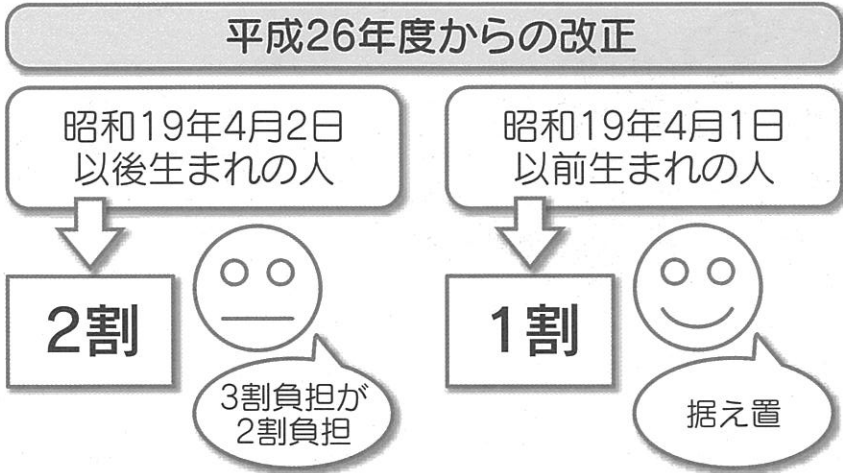 平成26年度からの改正
昭和19年4月2日
以後生まれの人
2割
3割負担が
2割負担
昭和19年4月1日
以前生まれの人
1割
据え置